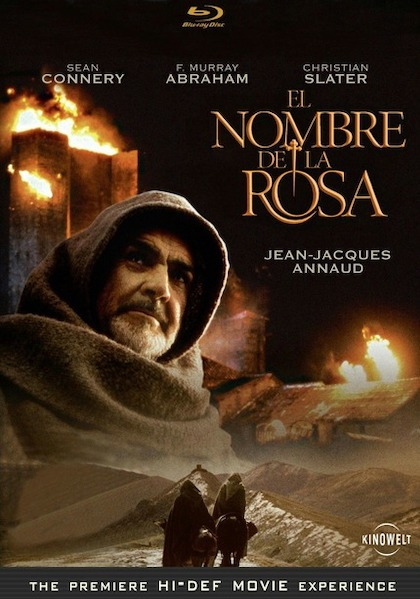 Blu-ray Disc
SEAN CONNERY
F. MURRAY ABRAHAM
CHRISTIAN SLATER
EL
NOMBRE
DE LA
ROSA
JEAN-JACQUES
ANNAUD
KINOWELT
THE PREMIERE HI-DEF MOVIE EXPERIENCE